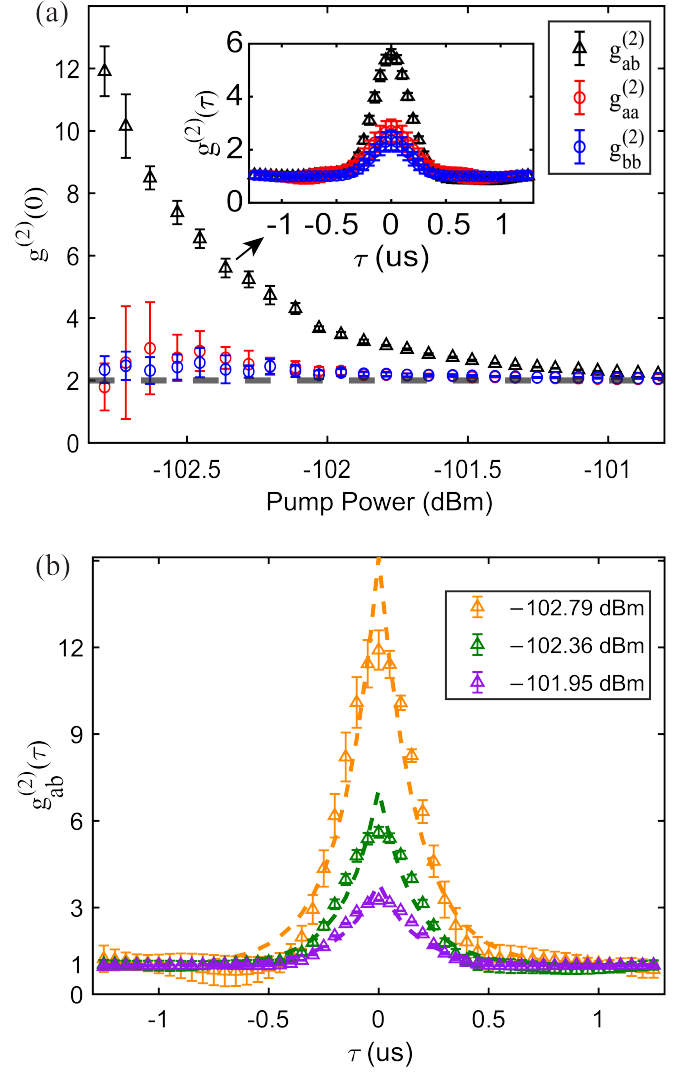 (a)
g(2)(0)
12
10
8
6
4
2
0
-102.5
-102
-101.5
-101
Pump Power (dBm)
g(2)(τ)
6
4
2
0
-1
-0.5
0
0.5
1
τ (us)
g(2)ab
g(2)aa
g(2)bb
(b)
g(2)ab(τ)
12
9
6
3
1
0
-1
-0.5
0
0.5
1
τ (us)
−102.79 dBm
−102.36 dBm
−101.95 dBm